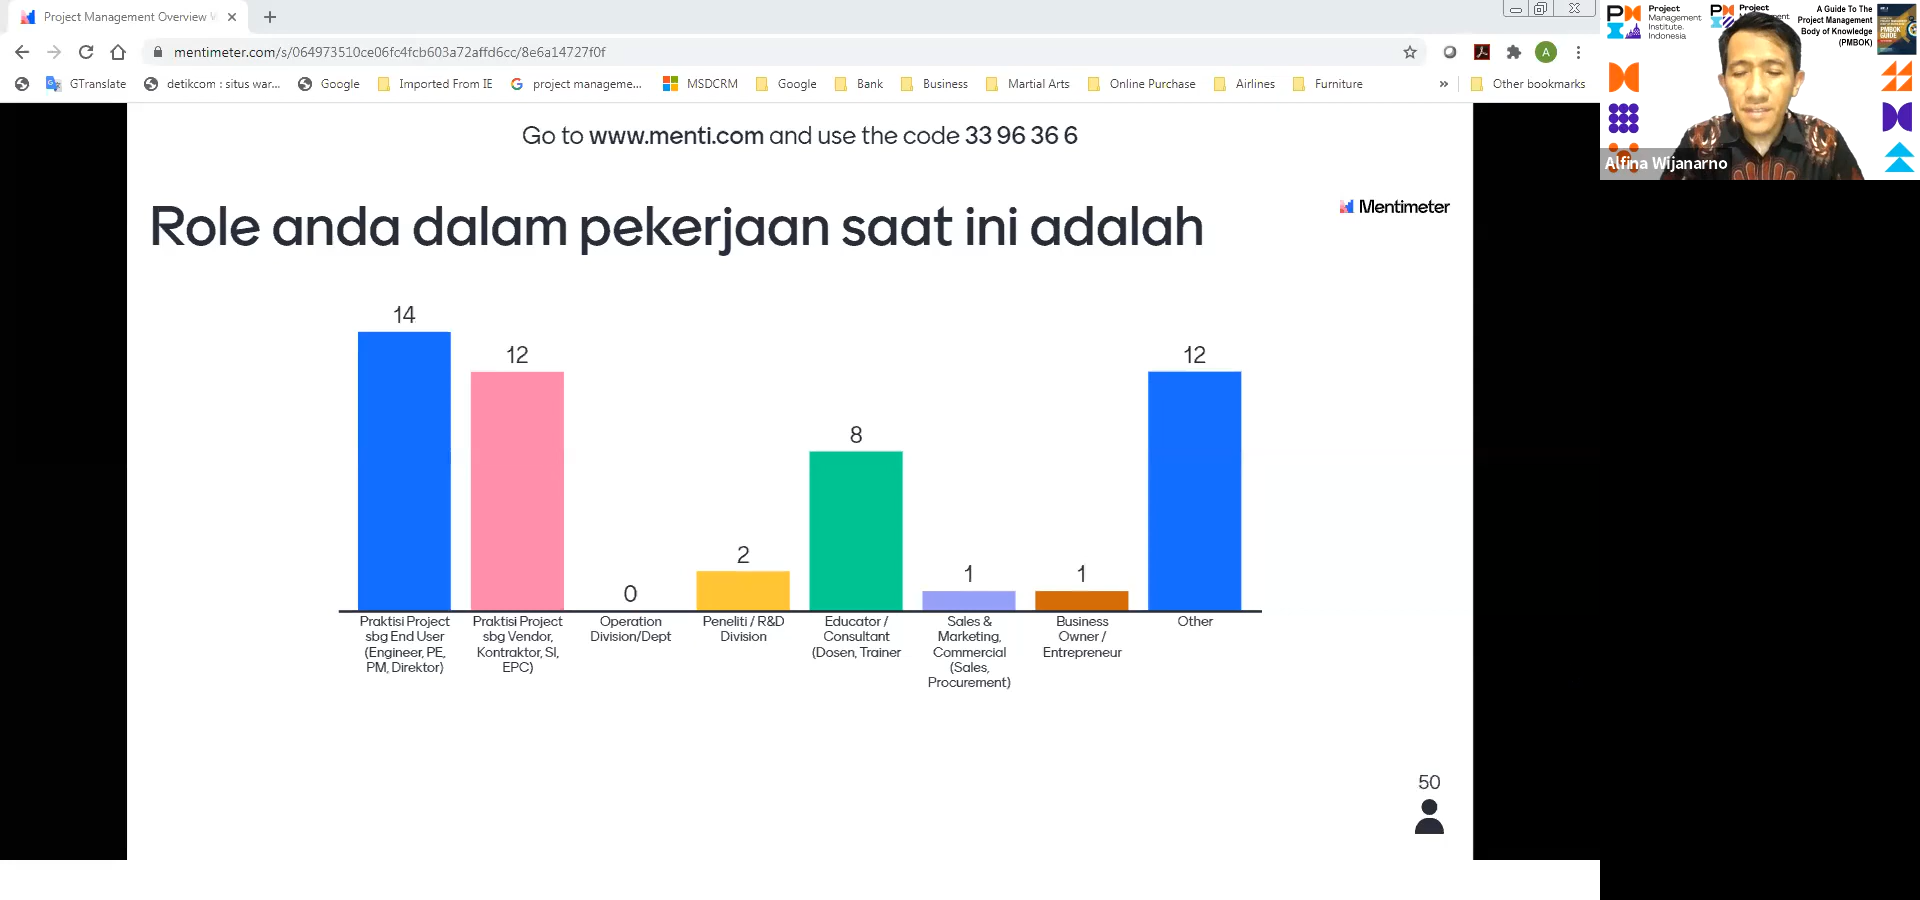 Project Management Overview
mentimeter.com/s/064973510ce06fc4fcb603a72affd6cc/8e6a14727f0f
A
GTranslate
detikcom : situs war...
Google
Imported From IE
project manageme...
MSDCRM
Google
Bank
Business
Martial Arts
Online Purchase
Airlines
Furniture
»
Other bookmarks
Go to www.menti.com and use the code 33 96 36 6
Role anda dalam pekerjaan saat ini adalah
Mentimeter
14
12
0
2
8
1
1
12
Praktisi Project
sbg End User
(Engineer, PE,
PM, Direktor)
Praktisi Project
sbg Vendor,
Kontraktor, SI,
EPC)
Operation
Division/Dept
Peneliti / R&D
Division
Educator /
Consultant
(Dosen, Trainer
Sales &
Marketing,
Commercial
(Sales,
Procurement)
Business
Owner /
Entrepreneur
Other
50
Project
Management
Institute.
Indonesia
Project
A Guide To The
Project Management
Body of Knowledge
(PMBOK)
PMBOK
GUIDE
Alfina Wijanarno